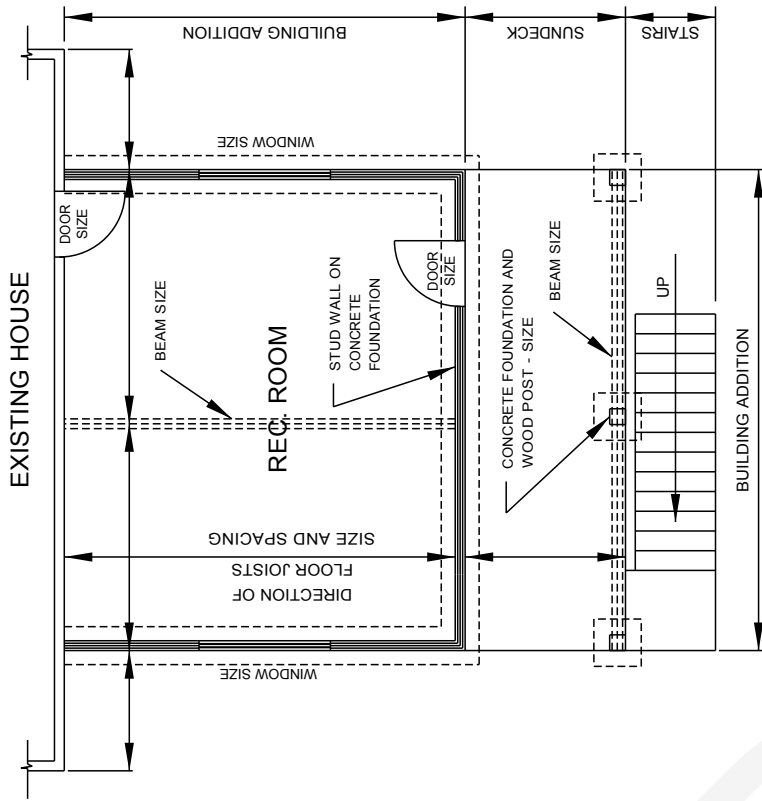 EXISTING HOUSE
BUILDING ADDITION
SUNDECK
STAIRS
WINDOW SIZE
DOOR
SIZE
BEAM SIZE
REC. ROOM
STUD WALL ON
CONCRETE
FOUNDATION
DOOR
SIZE
DIRECTION OF
FLOOR JOISTS
SIZE AND SPACING
WINDOW SIZE
CONCRETE FOUNDATION AND
WOOD POST - SIZE
BEAM SIZE
UP
BUILDING ADDITION